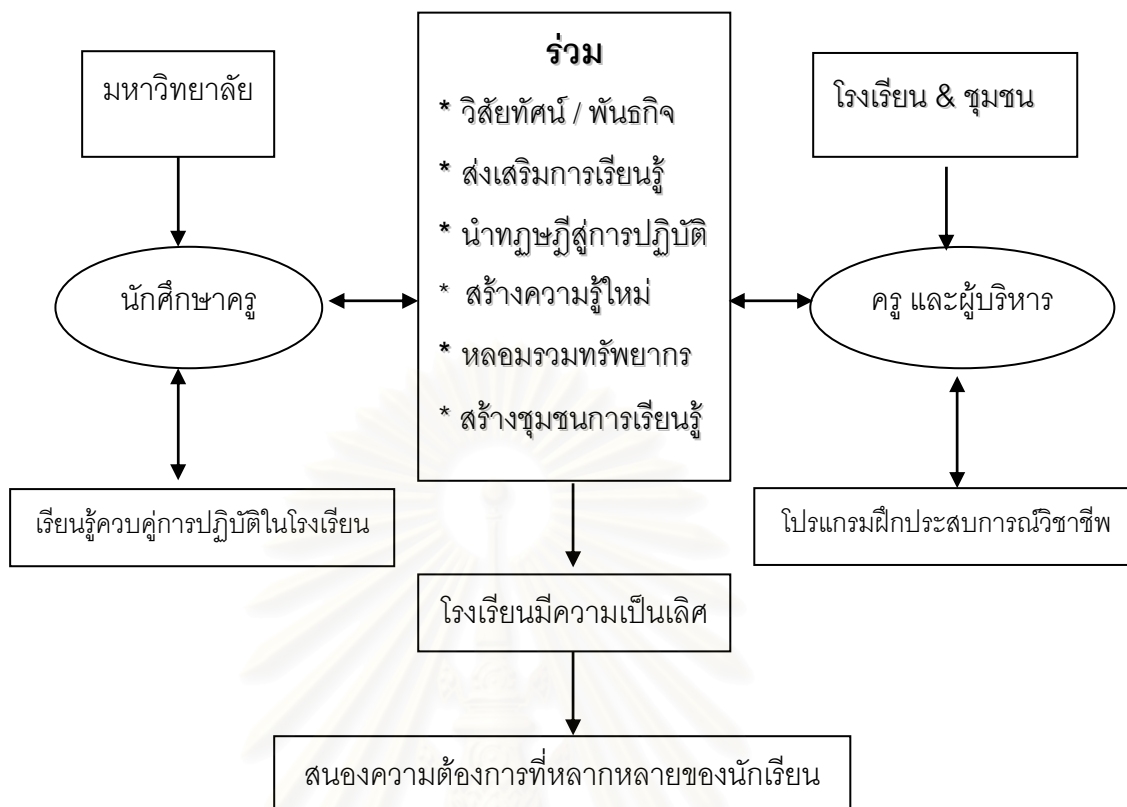 ร่วม
มหาวิทยาลัย
โรงเรียน & ชุมชน
* วิสัยทัศน์ / พันธกิจ
* ส่งเสริมการเรียนรู้
* นำทฏษฎีสู่การปฏิบัติ
นักศึกษาครู
* สร้างความรู้ใหม่
ครู และผู้บริหาร
* หลอมรวมทรัพยากร
* สร้างชุมชนการเรียนรู้
เรียนรู้ควบคู่การปฏิบัติในโรงเรียน
โปรแกรมฝึกประสบการณ์วิชาชีพ
โรงเรียนมีความเป็นเลิศ
สนองความต้องการที่หลากหลายของนักเรียน